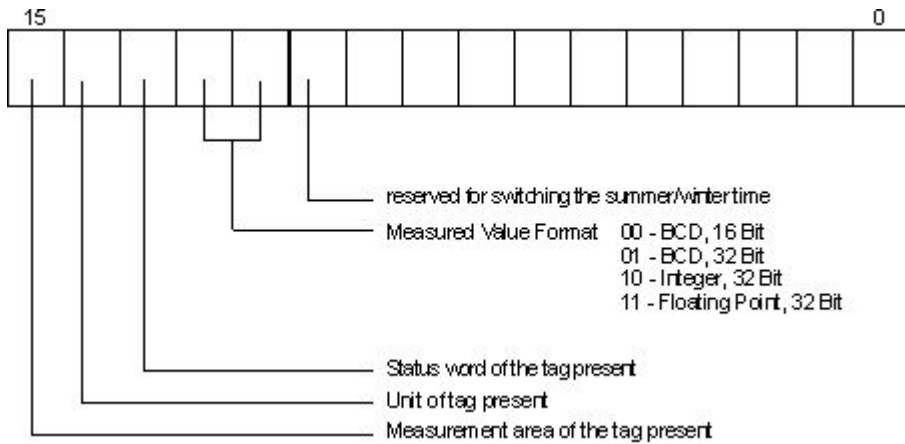 15 0
reserved for switching the summer/winter time
Measured Value Format 00 - BCD, 16 Bit
01 - BCD, 32 Bit
10 - Integer, 32 Bit
11 - Floating Point, 32 Bit
Status word of the tag present
Unit of tag present
Measurement area of the tag present